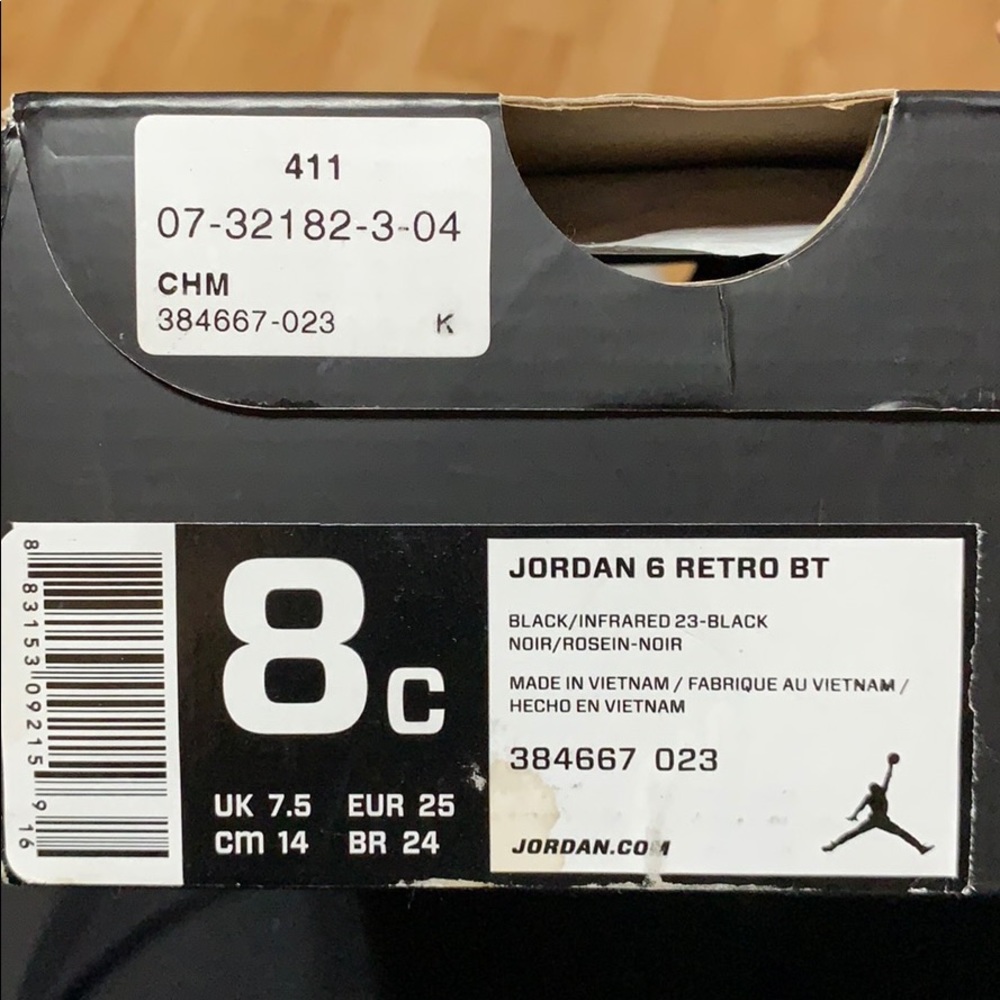 411
07-32182-3-04
CHM
384667-023 K
8 83153 09215 9 16
8C
UK 7.5 EUR 25
cm 14 BR 24
JORDAN 6 RETRO BT
BLACK/INFRARED 23-BLACK
NOIR/ROSEIN-NOIR
MADE IN VIETNAM / FABRIQUE AU VIETNAM /
HECHO EN VIETNAM
384667 023
JORDAN.COM